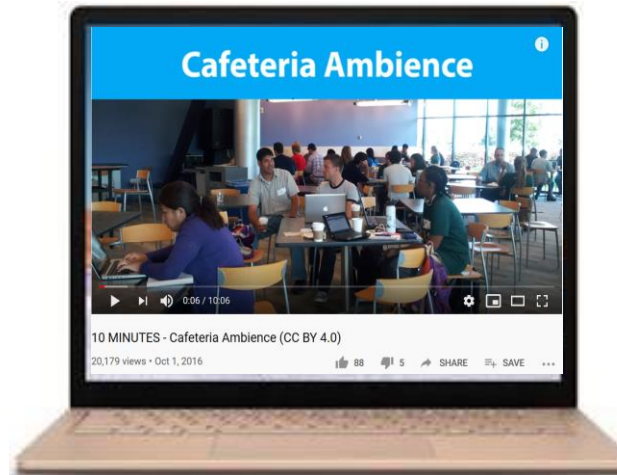 Cafeteria Ambience
0:06 / 10:06
10 MINUTES - Cafeteria Ambience (CC BY 4.0)
20,179 views • Oct 1, 2016 88 5 SHARE SAVE